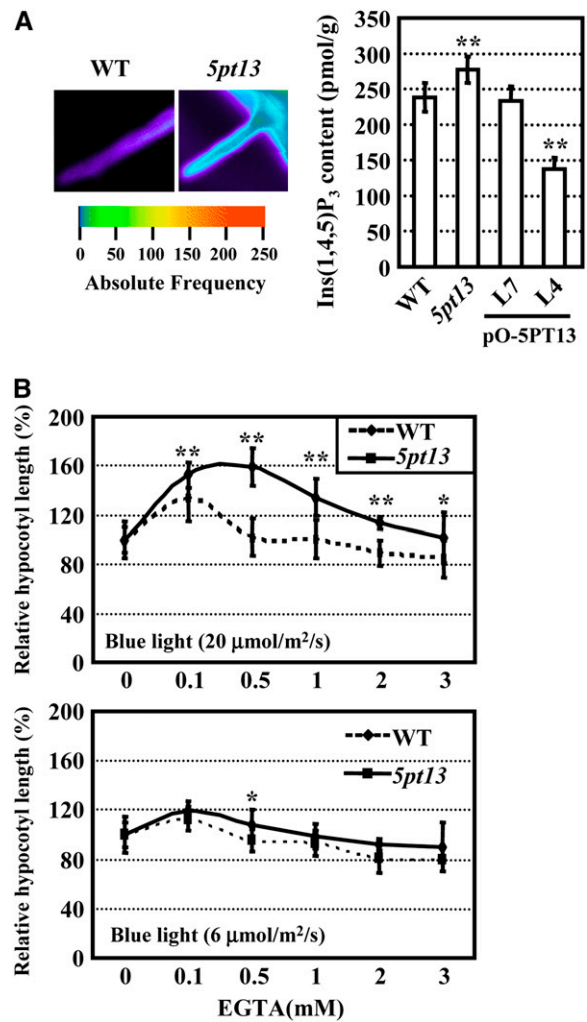 A
WT 5pt13
0 50 100 150 200 250
Absolute Frequency
Ins(1,4,5)P3 content (pmol/g)
350
300
250
200
150
100
50
0
**
**
WT 5pt13 L7 L4
pO-5PT13
B
Relative hypocotyl length (%)
200
160
120
80
40
0
** ** ** ** *
WT
5pt13
Blue light (20 μmol/m2/s)
0 0.1 0.5 1 2 3
Relative hypocotyl length (%)
200
160
120
80
40
0
*
WT
5pt13
Blue light (6 μmol/m2/s)
0 0.1 0.5 1 2 3
EGTA(mM)